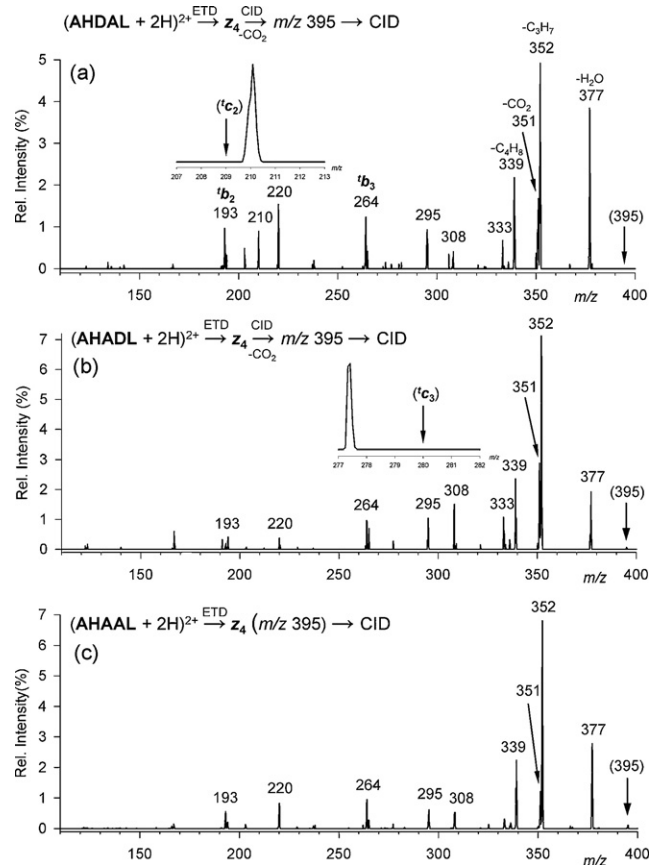 (AHDAL + 2H)²⁺ →ETD z₄ →CID -CO₂ m/z 395 → CID
(a)
Rel. Intensity (%)
5
4
3
2
1
0
(ᵗc₂)
207 208 209 210 211 212 213
m/z
ᵗb₂
193
210
220
ᵗb₃
264
295
308
333
-C₄H₈
339
-CO₂
351
-C₃H₇
352
-H₂O
377
(395)
200 250 300 350 m/z 400
(AHADL + 2H)²⁺ →ETD z₄ →CID -CO₂ m/z 395 → CID
(b)
Rel. Intensity (%)
7
6
5
4
3
2
1
0
(ᵗc₃)
277 278 279 280 281 282
m/z
193
220
264
295
308
333
339
351
352
377
(395)
200 250 300 350 m/z 400
(AHAAL + 2H)²⁺ →ETD z₄ (m/z 395) → CID
(c)
Rel. Intensity(%)
7
6
5
4
3
2
1
0
193
220
264
295
308
339
351
352
377
(395)
200 250 300 350 m/z 400